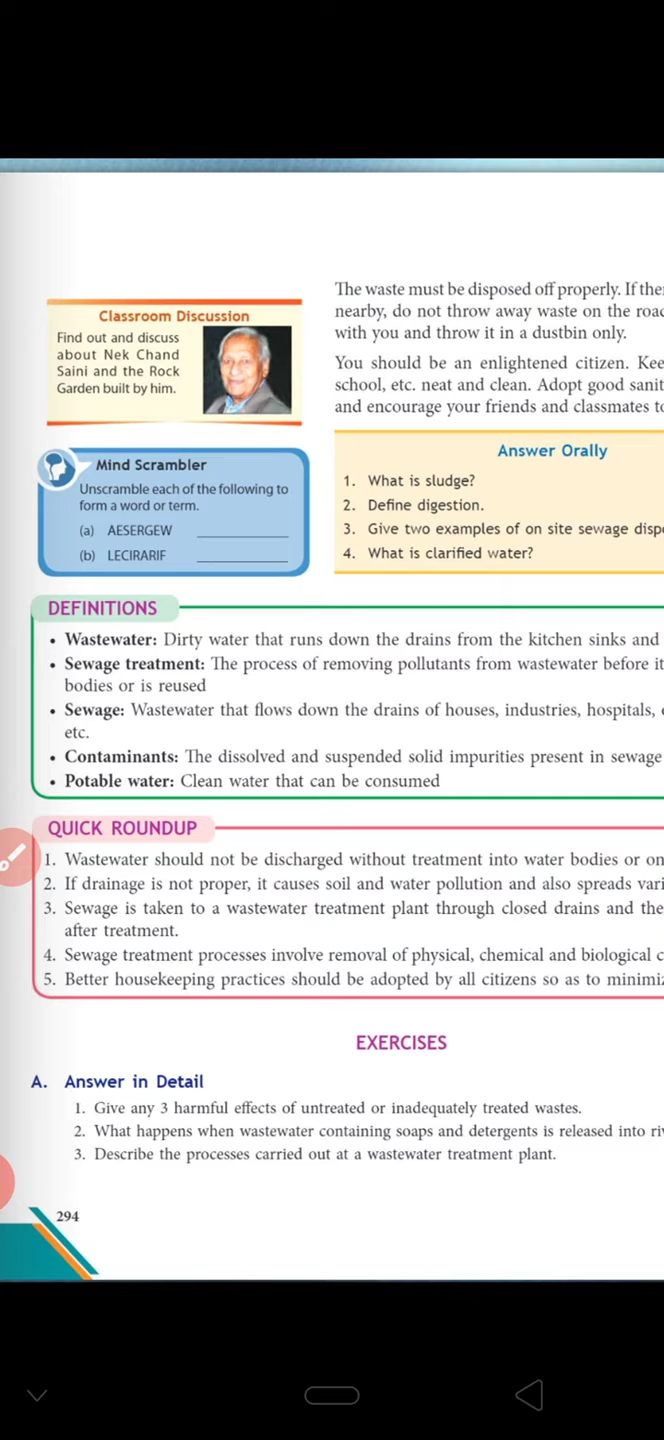 The waste must be disposed off properly. If
nearby, do not throw away waste on the
with you and throw it in a dustbin only.
You should be an enlightened citizen.
school, etc. neat and clean. Adopt good
and encourage your friends and classmates
Classroom Discussion
Find out and discuss
about Nek Chand
Saini and the Rock
Garden built by him.
Mind Scrambler
Unscramble each of the following to
form a word or term.
(a) AESERGEW
(b) LECIRARIF
Answer Orally
1. What is sludge?
2. Define digestion.
3. Give two examples of on site sewage
4. What is clarified water?
DEFINITIONS
• Wastewater: Dirty water that runs down the drains from the kitchen sinks and
• Sewage treatment: The process of removing pollutants from wastewater before it
bodies or is reused
• Sewage: Wastewater that flows down the drains of houses, industries, hospitals,
etc.
• Contaminants: The dissolved and suspended solid impurities present in sewage
• Potable water: Clean water that can be consumed
QUICK ROUNDUP
1. Wastewater should not be discharged without treatment into water bodies or on
2. If drainage is not proper, it causes soil and water pollution and also spreads
3. Sewage is taken to a wastewater treatment plant through closed drains and the
after treatment.
4. Sewage treatment processes involve removal of physical, chemical and biological
5. Better housekeeping practices should be adopted by all citizens so as to
EXERCISES
A. Answer in Detail
1. Give any 3 harmful effects of untreated or inadequately treated wastes.
2. What happens when wastewater containing soaps and detergents is released into
3. Describe the processes carried out at a wastewater treatment plant.
294